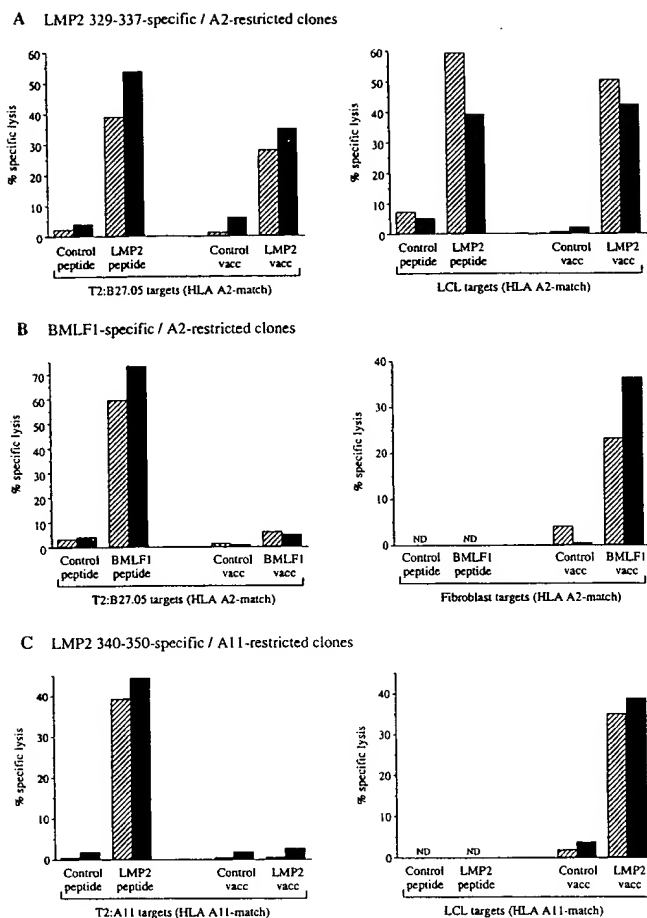 A LMP2 329-337-specific / A2-restricted clones
% specific lysis
60
50
40
30
20
10
0
Control peptide
LMP2 peptide
Control vacc
LMP2 vacc
T2:B27.05 targets (HLA A2-match)
% specific lysis
60
50
40
30
20
10
0
Control peptide
LMP2 peptide
Control vacc
LMP2 vacc
LCL targets (HLA A2-match)
B BMLF1-specific / A2-restricted clones
% specific lysis
70
60
50
40
30
20
10
0
Control peptide
BMLF1 peptide
Control vacc
BMLF1 vacc
T2:B27.05 targets (HLA A2-match)
% specific lysis
40
30
20
10
0
ND
ND
Control peptide
BMLF1 peptide
Control vacc
BMLF1 vacc
Fibroblast targets (HLA A2-match)
C LMP2 340-350-specific / A11-restricted clones
% specific lysis
40
30
20
10
0
Control peptide
LMP2 peptide
Control vacc
LMP2 vacc
T2:A11 targets (HLA A11-match)
% specific lysis
40
30
20
10
0
ND
ND
Control peptide
LMP2 peptide
Control vacc
LMP2 vacc
LCL targets (HLA A11-match)